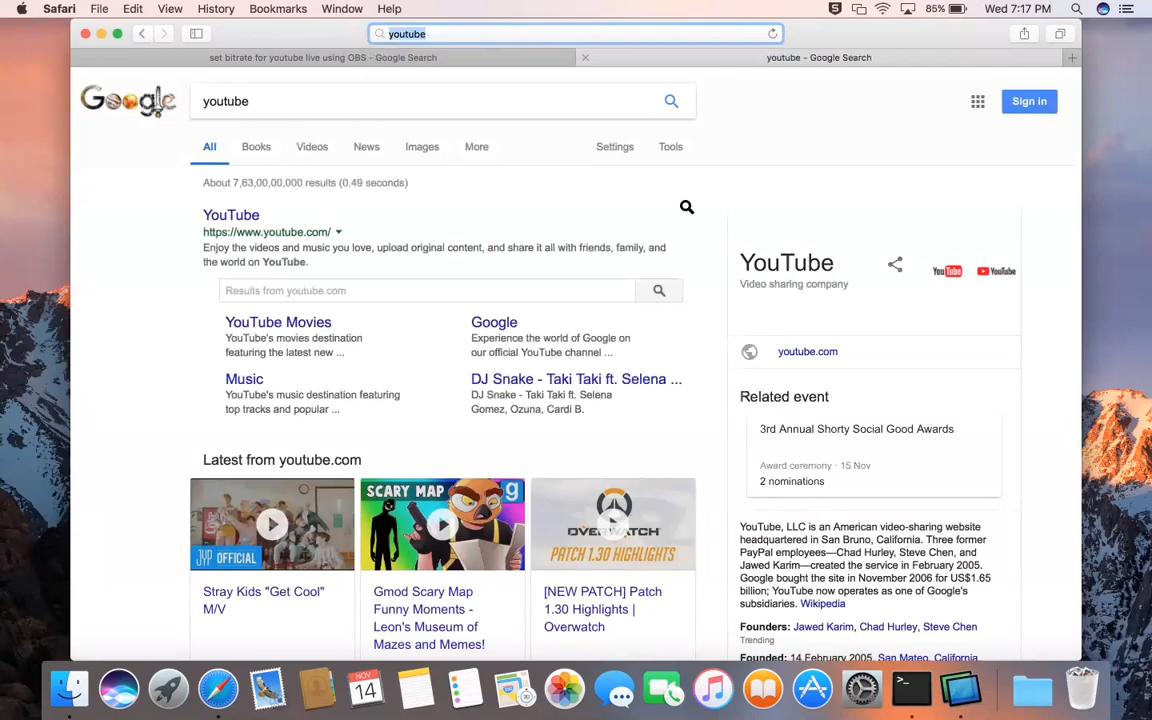 Safari File Edit View History Bookmarks Window Help
85% Wed 7:17 PM
youtube
set bitrate for youtube live using OBS - Google Search
youtube - Google Search
Google
youtube
Sign in
All Books Videos News Images More Settings Tools
About 7,63,00,00,000 results (0.49 seconds)
YouTube
https://www.youtube.com/
Enjoy the videos and music you love, upload original content, and share it all with friends, family, and
the world on YouTube.
Results from youtube.com
YouTube Movies
YouTube's movies destination
featuring the latest new ...
Google
Experience the world of Google on
our official YouTube channel ...
Music
YouTube's music destination featuring
top tracks and popular ...
DJ Snake - Taki Taki ft. Selena ...
DJ Snake - Taki Taki ft. Selena
Gomez, Ozuna, Cardi B.
Latest from youtube.com
JYP OFFICIAL
Stray Kids "Get Cool"
M/V
SCARY MAP
g
Gmod Scary Map
Funny Moments -
Leon's Museum of
Mazes and Memes!
OVERWATCH
PATCH 1.30 HIGHLIGHTS
[NEW PATCH] Patch
1.30 Highlights |
Overwatch
YouTube
Video sharing company
YouTube
YouTube
youtube.com
Related event
3rd Annual Shorty Social Good Awards
Award ceremony · 15 Nov
2 nominations
YouTube, LLC is an American video-sharing website
headquartered in San Bruno, California. Three former
PayPal employees—Chad Hurley, Steve Chen, and
Jawed Karim—created the service in February 2005.
Google bought the site in November 2006 for US$1.65
billion; YouTube now operates as one of Google's
subsidiaries. Wikipedia
Founders: Jawed Karim, Chad Hurley, Steve Chen
Trending
Founded: 14 February 2005, San Mateo, California
NOV
14